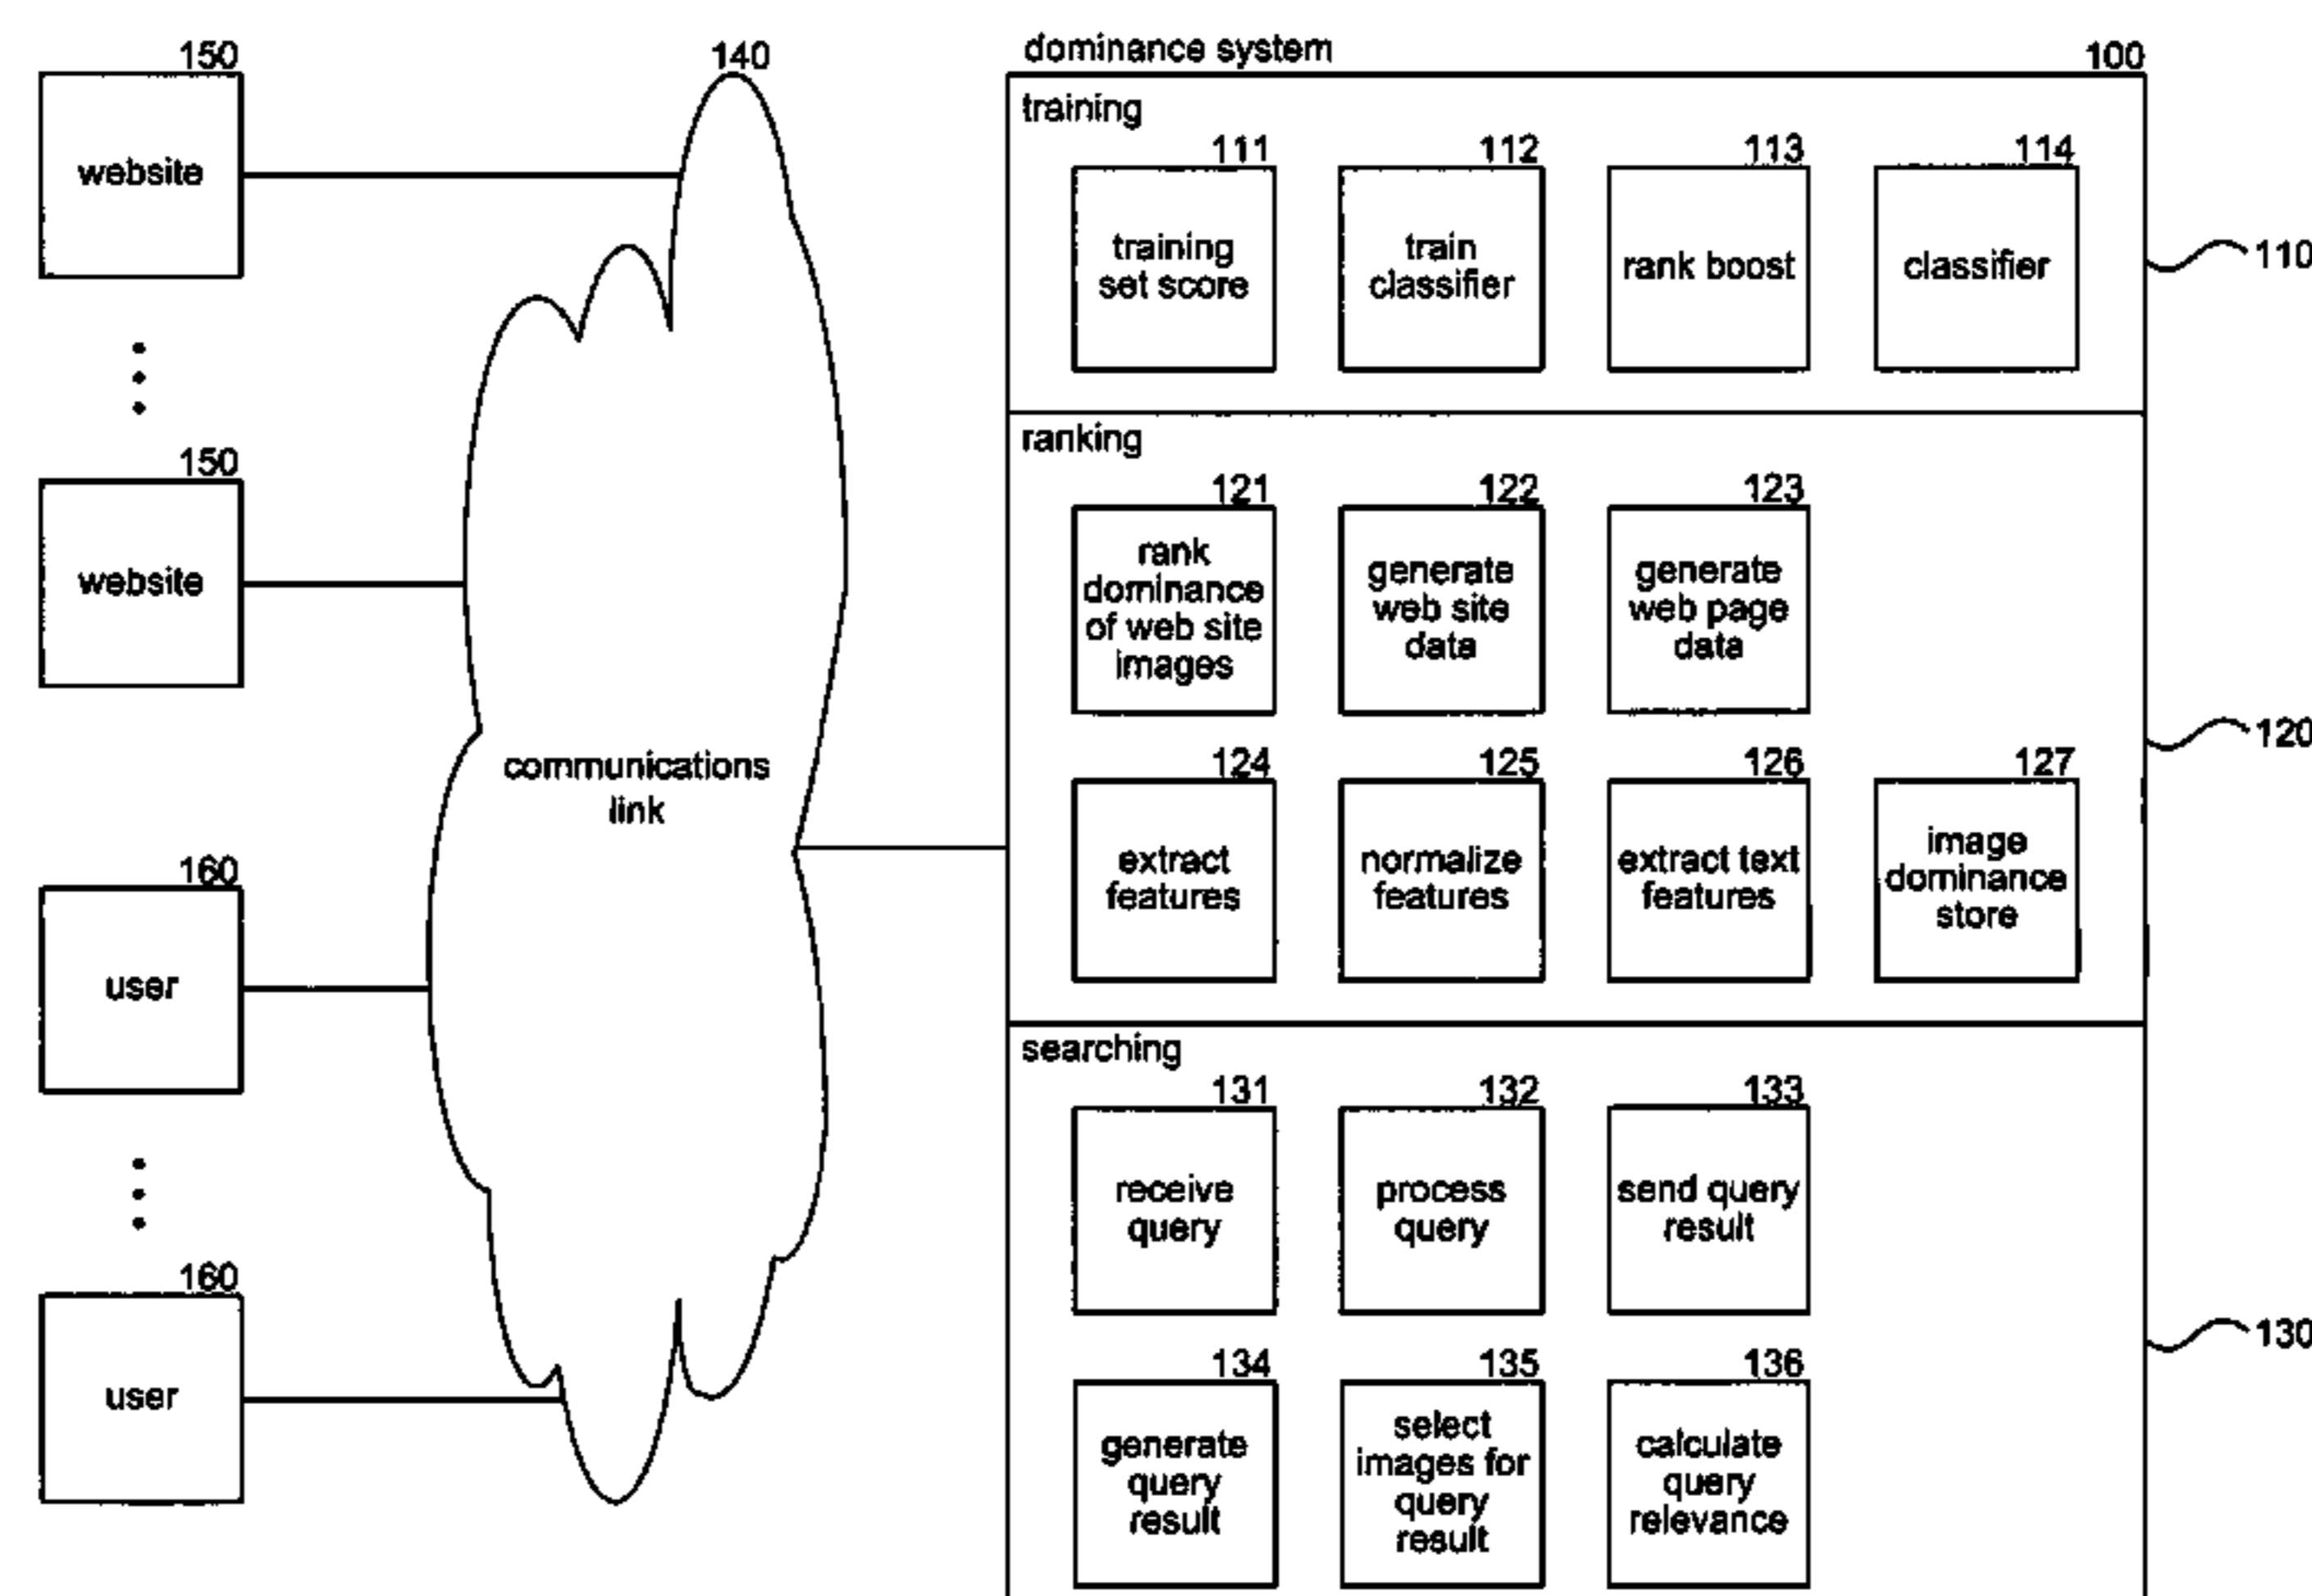 150
website
150
website
160
user
160
user
140
communications
link
dominance system
100
training
110
111
training
set score
112
train
classifier
113
rank boost
114
classifier
ranking
120
121
rank
dominance
of web site
images
122
generate
web site
data
123
generate
web page
data
124
extract
features
125
normalize
features
126
extract text
features
127
image
dominance
store
searching
130
131
receive
query
132
process
query
133
send query
result
134
generate
query
result
135
select
images for
query
result
136
calculate
query
relevance